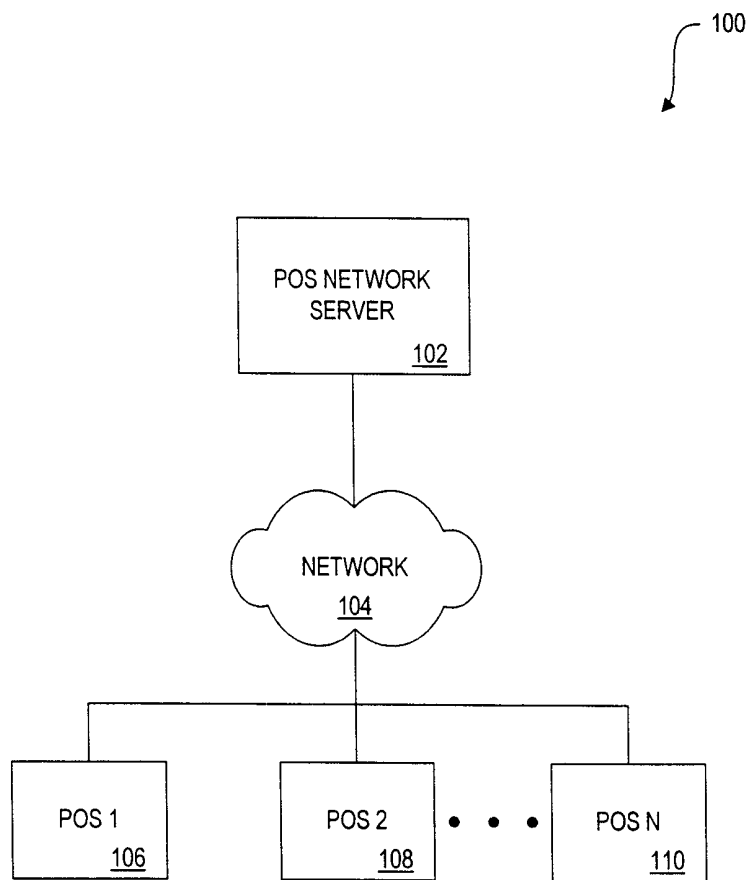 100
POS NETWORK
SERVER
102
NETWORK
104
POS 1
106
POS 2
108
POS N
110